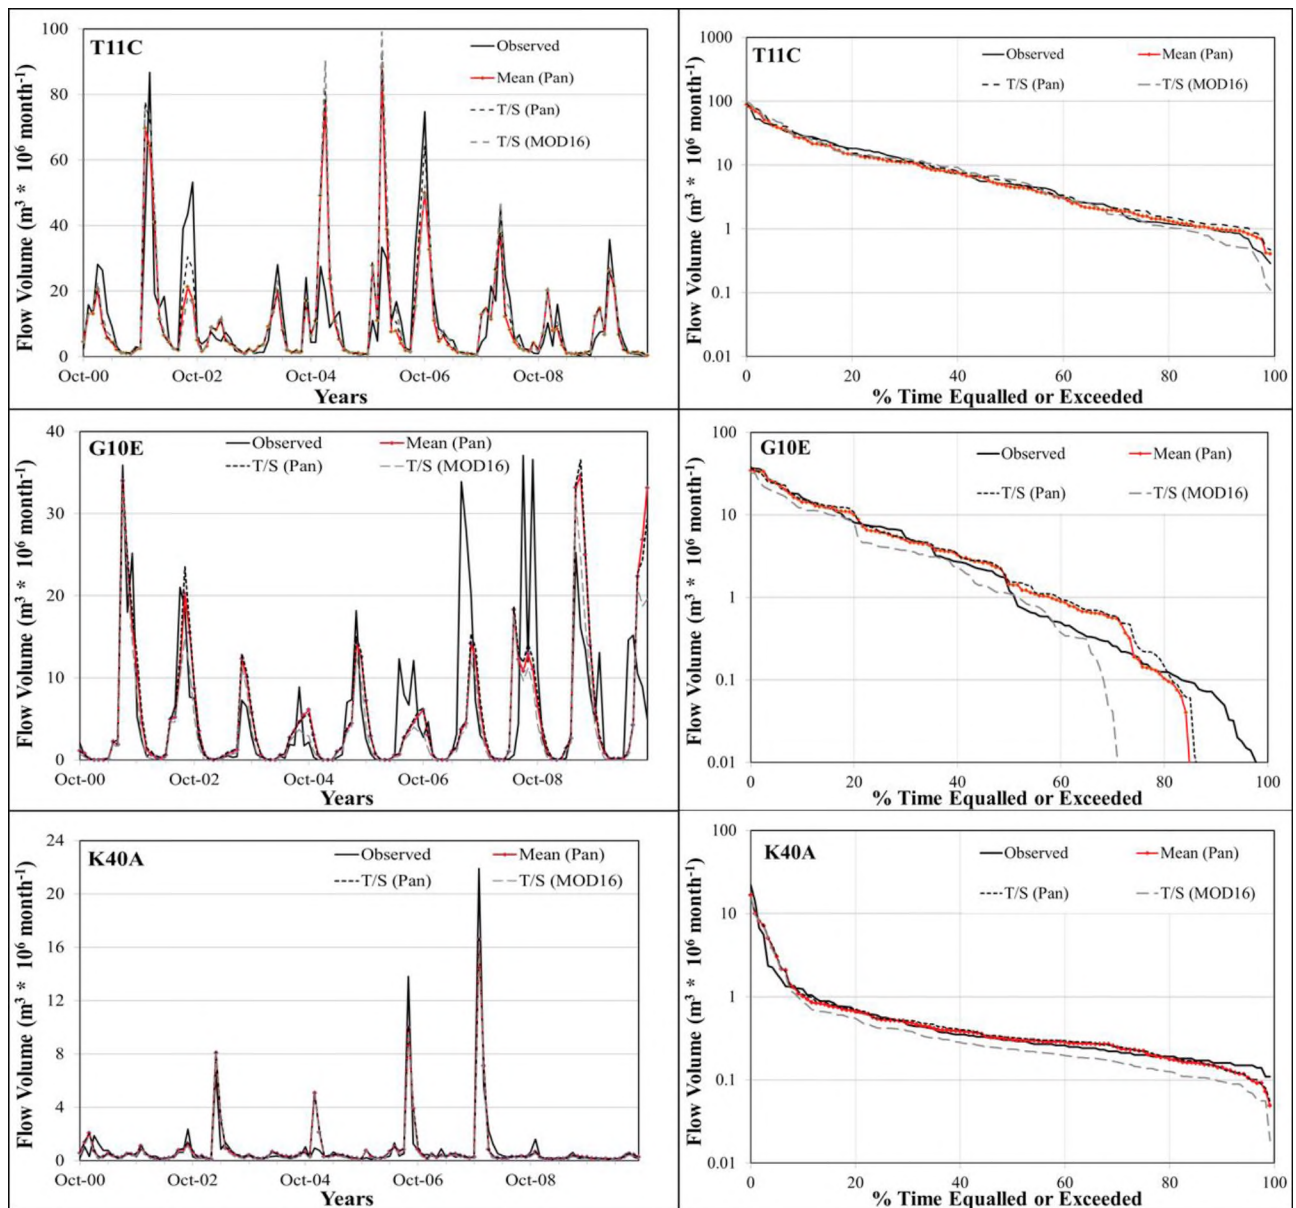 T11C
Observed
Mean (Pan)
T/S (Pan)
T/S (MOD16)
Flow Volume (m³ * 10⁶ month⁻¹)
100
80
60
40
20
0
Oct-00 Oct-02 Oct-04 Oct-06 Oct-08
Years
T11C
Observed Mean (Pan)
T/S (Pan) T/S (MOD16)
Flow Volume (m³ * 10⁶ month⁻¹)
1000
100
10
1
0.1
0.01
0 20 40 60 80 100
% Time Equalled or Exceeded
G10E
Observed Mean (Pan)
T/S (Pan) T/S (MOD16)
Flow Volume (m³ * 10⁶ month⁻¹)
40
30
20
10
0
Oct-00 Oct-02 Oct-04 Oct-06 Oct-08
Years
G10E
Observed Mean (Pan)
T/S (Pan) T/S (MOD16)
Flow Volume (m³ * 10⁶ month⁻¹)
100
10
1
0.1
0.01
0 20 40 60 80 100
% Time Equalled or Exceeded
K40A
Observed Mean (Pan)
T/S (Pan) T/S (MOD16)
Flow Volume (m³ * 10⁶ month⁻¹)
24
20
16
12
8
4
0
Oct-00 Oct-02 Oct-04 Oct-06 Oct-08
Years
K40A
Observed Mean (Pan)
T/S (Pan) T/S (MOD16)
Flow Volume (m³ * 10⁶ month⁻¹)
100
10
1
0.1
0.01
0 20 40 60 80 100
% Time Equalled or Exceeded